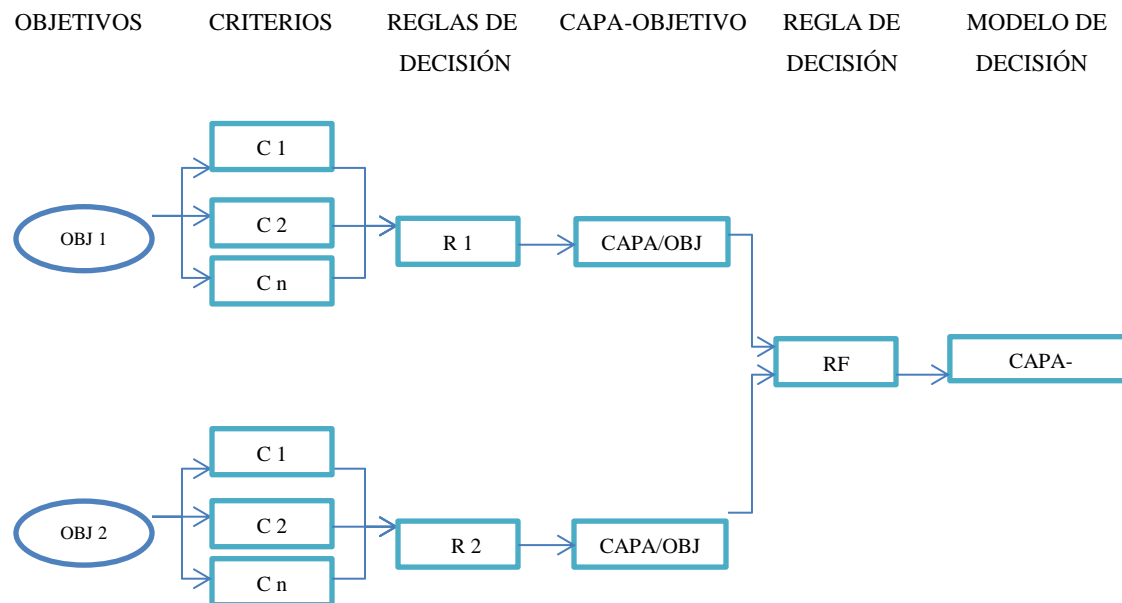 OBJETIVOS
CRITERIOS
REGLAS DE
DECISIÓN
CAPA-OBJETIVO
REGLA DE
DECISIÓN
MODELO DE
DECISIÓN
OBJ 1
C 1
C 2
C n
R 1
CAPA/OBJ
RF
CAPA-
OBJ 2
C 1
C 2
C n
R 2
CAPA/OBJ